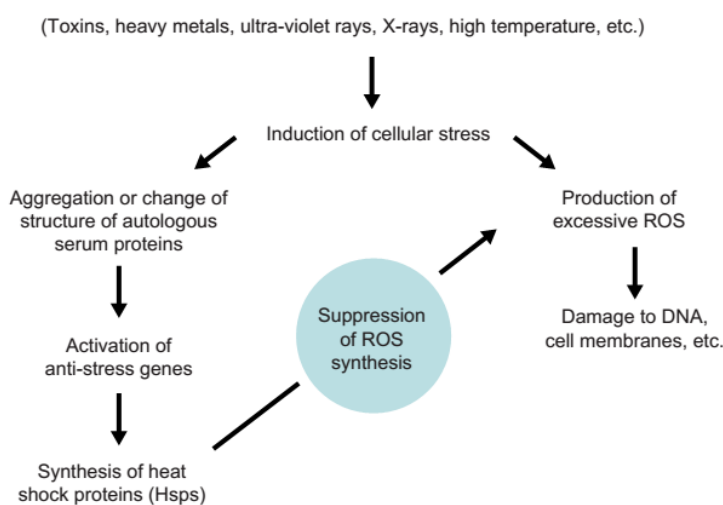 (Toxins, heavy metals, ultra-violet rays, X-rays, high temperature, etc.)
Induction of cellular stress
Aggregation or change of
structure of autologous
serum proteins
Production of
excessive ROS
Suppression
of ROS
synthesis
Damage to DNA,
cell membranes, etc.
Activation of
anti-stress genes
Synthesis of heat
shock proteins (Hsps)